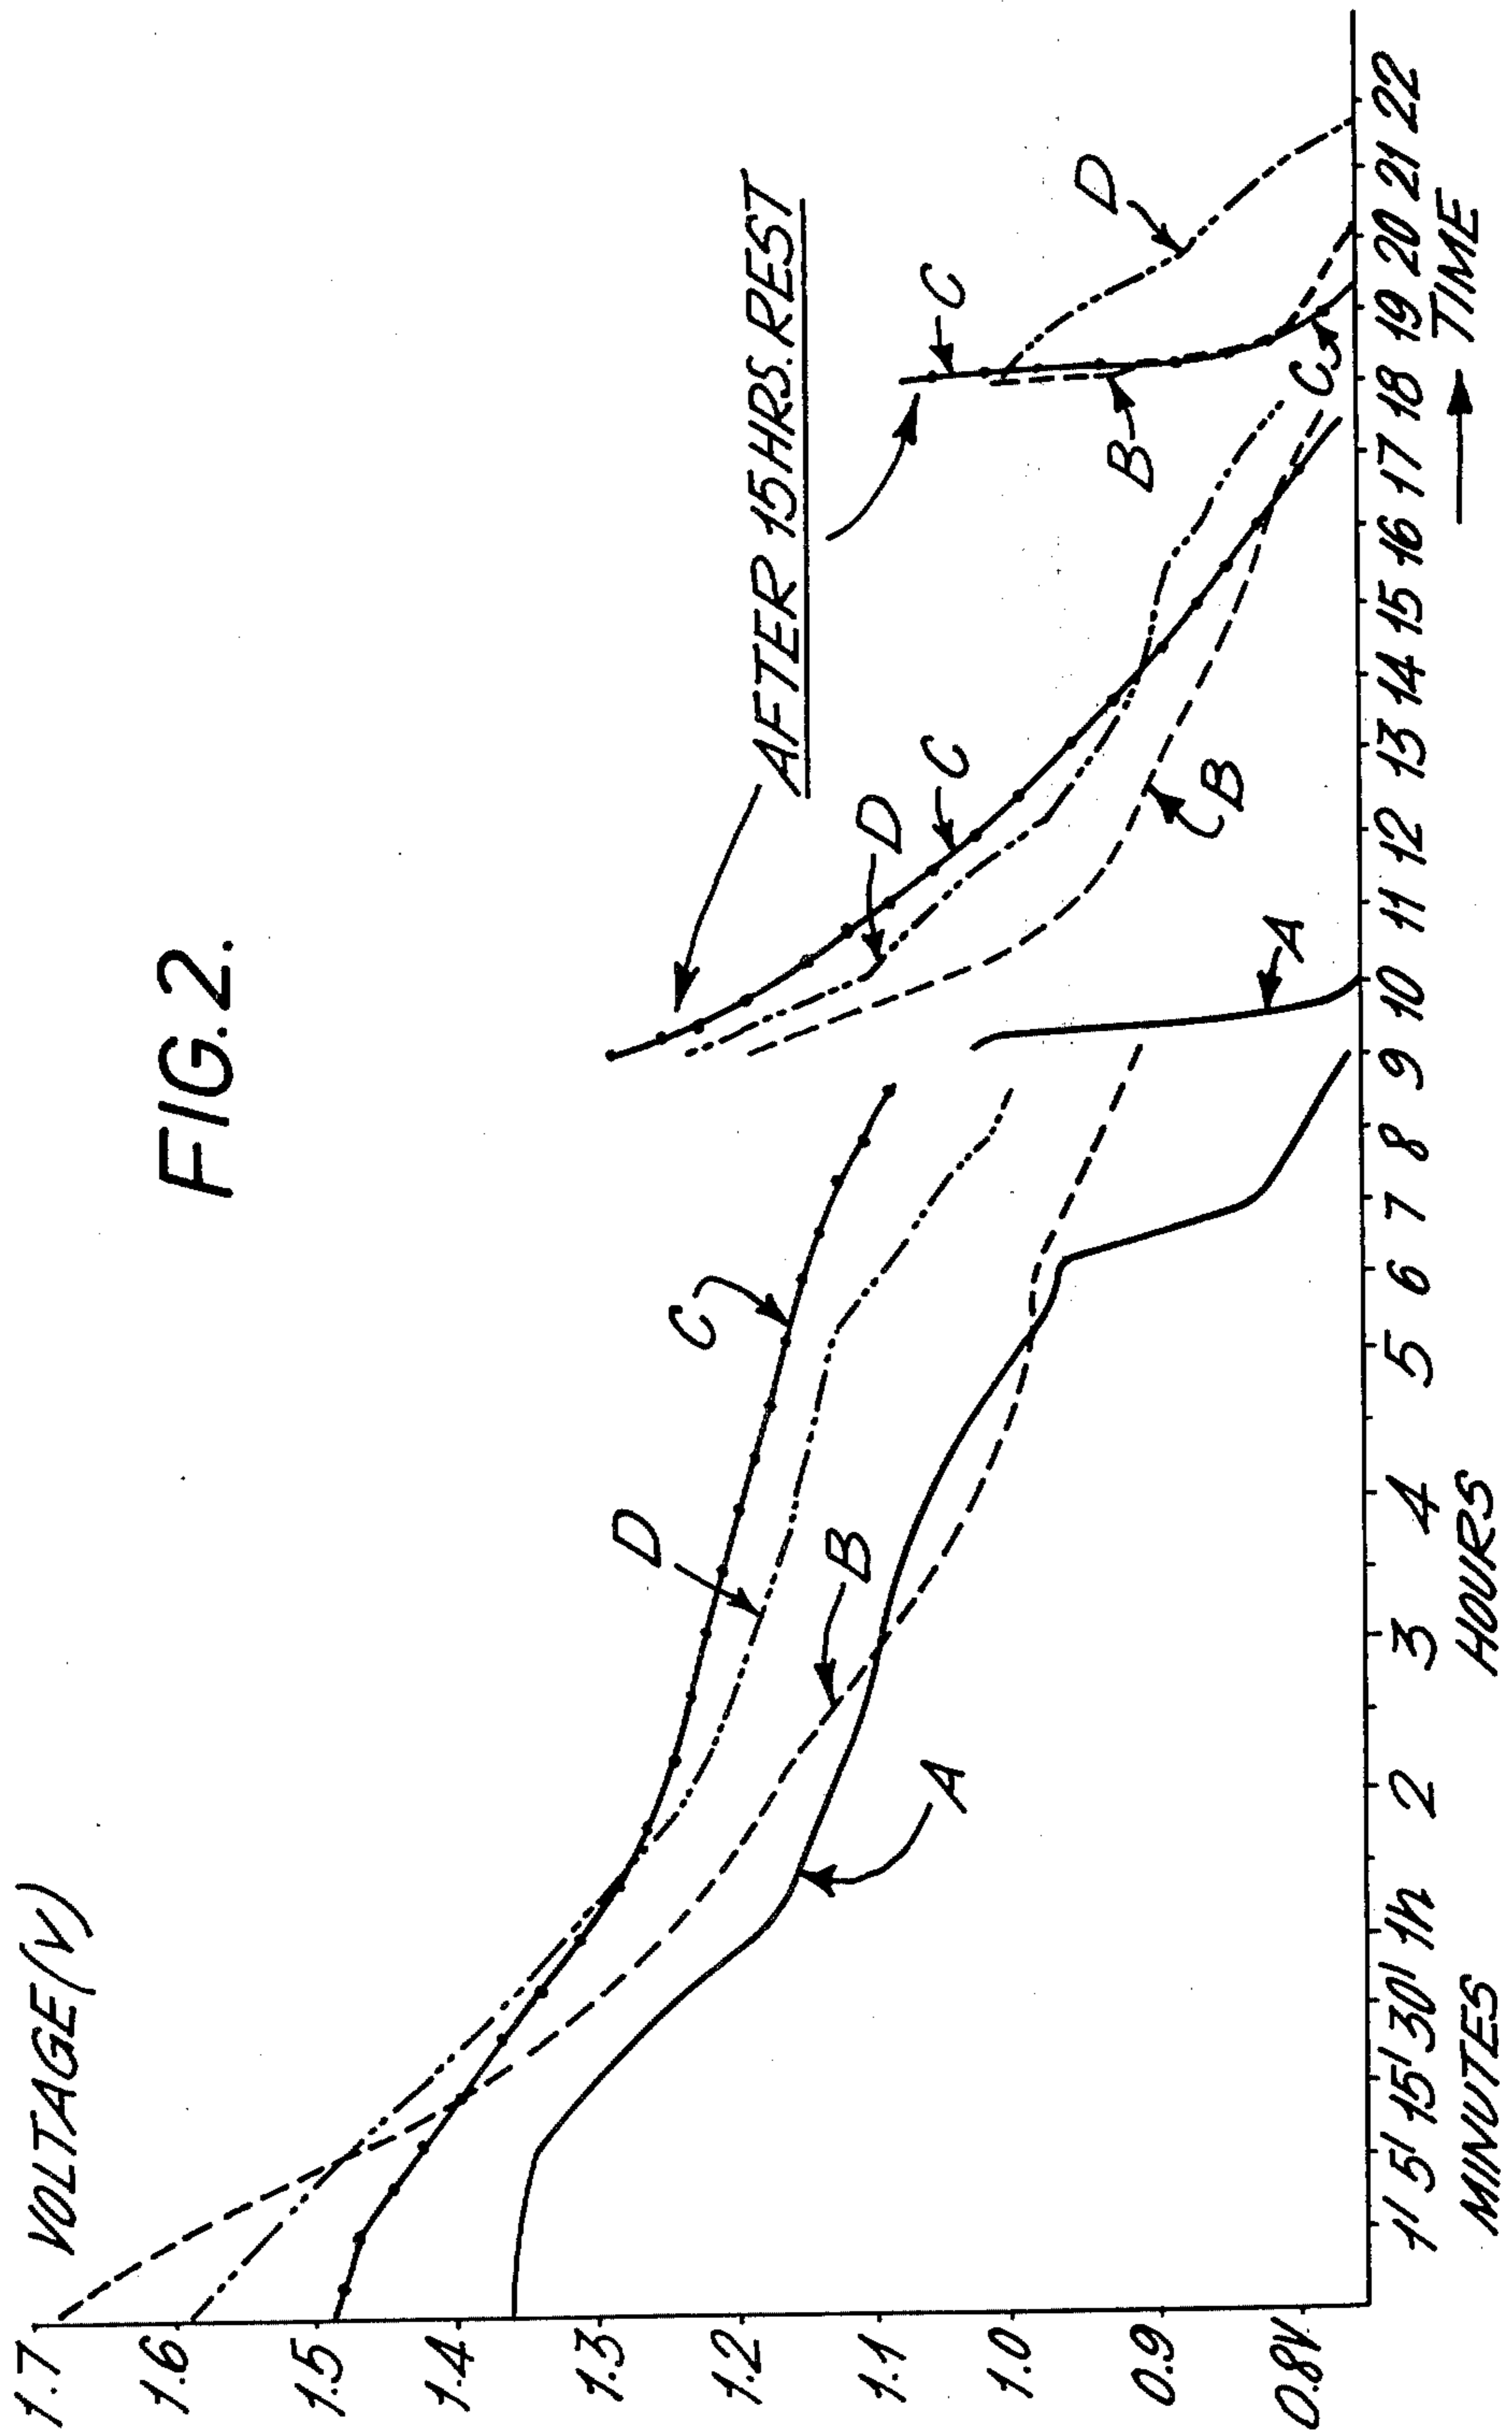 FIG.2.
VOLTAGE(V)
1.7
1.6
1.5
1.4
1.3
1.2
1.1
1.0
0.9
0.8V
AFTER 15HRS.REST
D
C
B
A
C
D
C
B
A
C
B
D
C
1' 5' 15' 30' 1h 2 3 4 5 6 7 8 9 10 11 12 13 14 15 16 17 18 19 20 21 22
MINUTES HOURS TIME